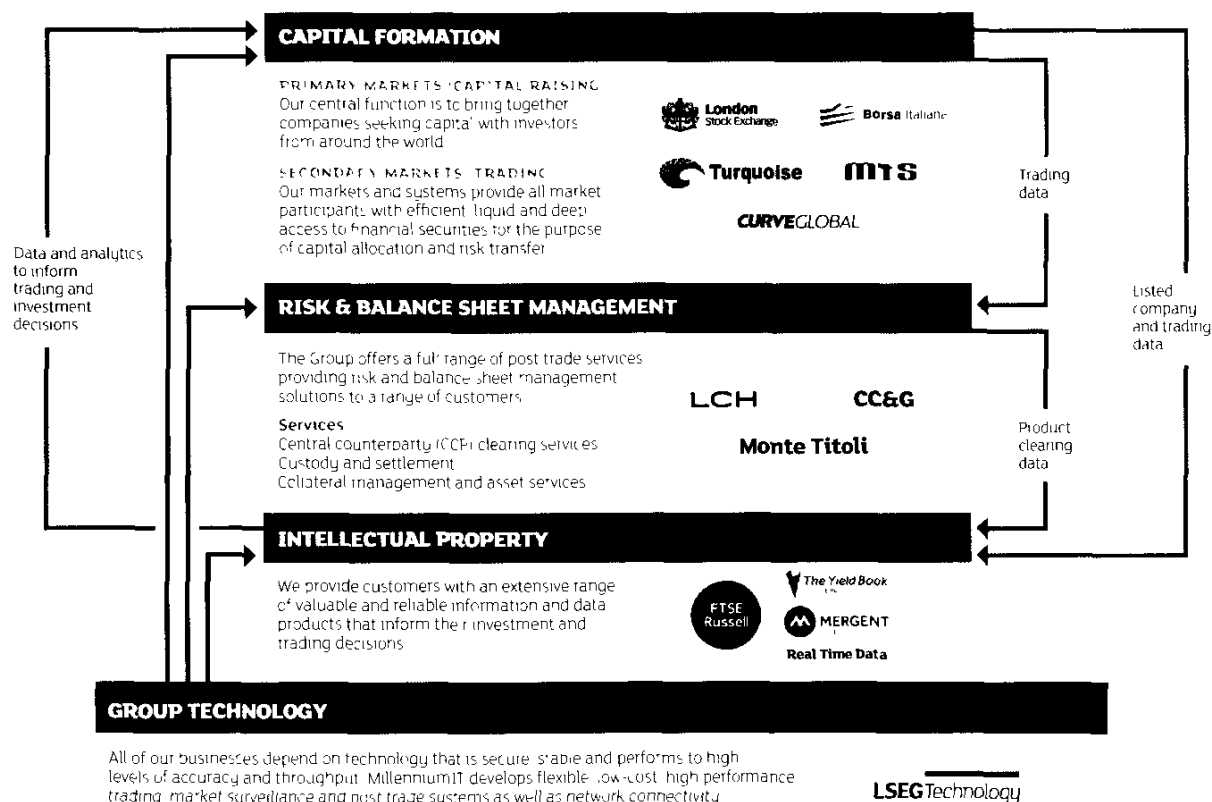 CAPITAL FORMATION
PRIMARY MARKETS CAPITAL RAISING
Our central function is to bring together
companies seeking capital with investors
from around the world
SECONDARY MARKETS TRADING
Our markets and systems provide all market
participants with efficient liquid and deep
access to financial securities for the purpose
of capital allocation and risk transfer
London
Stock Exchange
Borsa Italiana
Turquoise
MTS
CURVEGLOBAL
Trading
data
Data and analytics
to inform
trading and
investment
decisions
Listed
company
and trading
data
RISK & BALANCE SHEET MANAGEMENT
The Group offers a full range of post trade services
providing risk and balance sheet management
solutions to a range of customers
Services
Central counterparty (CCP) clearing services
Custody and settlement
Collateral management and asset services
LCH
CC&G
Monte Titoli
Product
clearing
data
INTELLECTUAL PROPERTY
We provide customers with an extensive range
of valuable and reliable information and data
products that inform their investment and
trading decisions
FTSE
Russell
The Yield Book
MERGENT
Real Time Data
GROUP TECHNOLOGY
All of our businesses depend on technology that is secure stable and performs to high
levels of accuracy and throughput MillenniumIT develops flexible low-cost high performance
trading market surveillance and post trade systems as well as network connectivity
LSEGTechnology